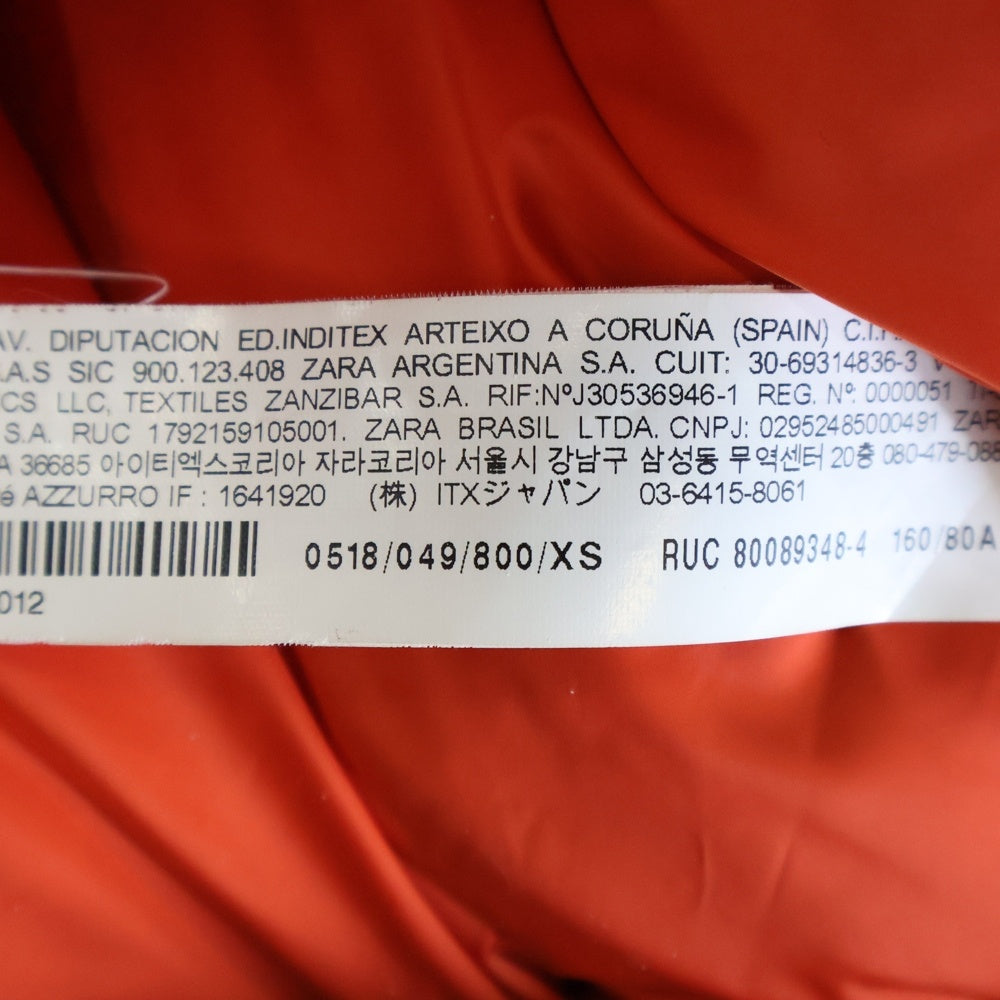 AV. DIPUTACION ED.INDITEX ARTEIXO A CORUÑA (SPAIN) C.I.F.
S.A.S SIC 900.123.408 ZARA ARGENTINA S.A. CUIT: 30-69314836-3 V
CS LLC, TEXTILES ZANZIBAR S.A. RIF:NºJ30536946-1 REG. Nº: 0000051
S.A. RUC 1792159105001. ZARA BRASIL LTDA. CNPJ: 02952485000491 ZAR
A 36685 아이티엑스코리아 자라코리아 서울시 강남구 삼성동 무역센터 20층 080-479-088
é AZZURRO IF : 1641920 (株) ITXジャパン 03-6415-8061
0518/049/800/XS RUC 80089348-4 160/80A
012